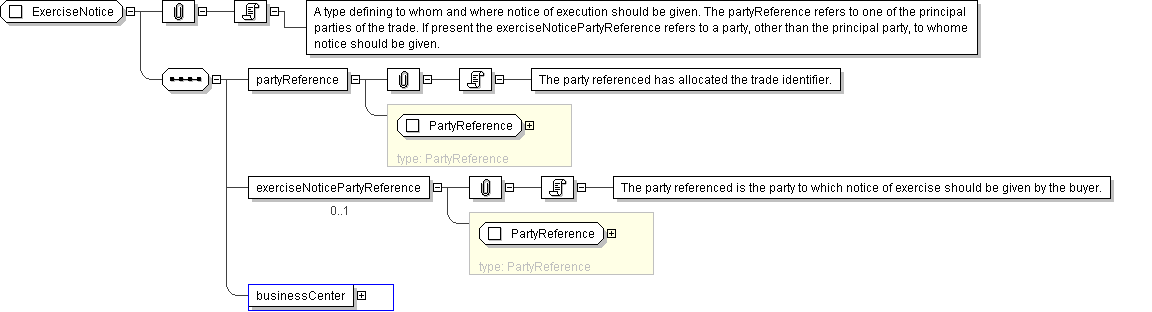 ExerciseNotice
A type defining to whom and where notice of execution should be given. The partyReference refers to one of the principal
parties of the trade. If present the exerciseNoticePartyReference refers to a party, other than the principal party, to whome
notice should be given.
partyReference
The party referenced has allocated the trade identifier.
PartyReference
type: PartyReference
exerciseNoticePartyReference
The party referenced is the party to which notice of exercise should be given by the buyer.
0..1
PartyReference
type: PartyReference
businessCenter